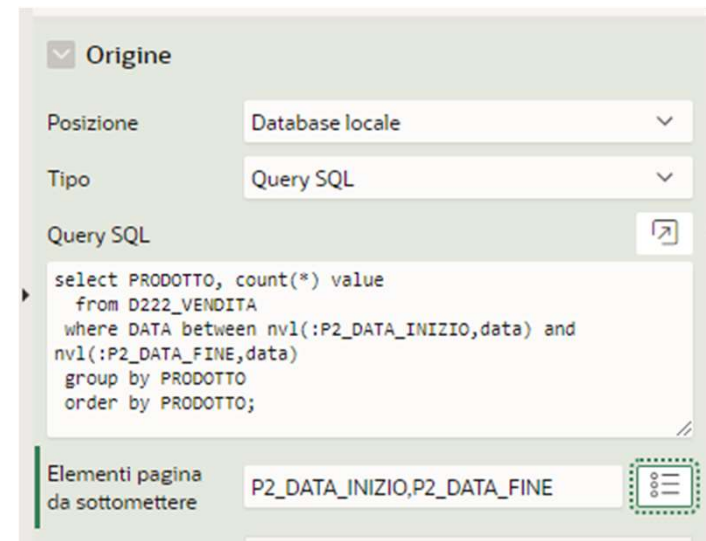 Origine
Posizione Database locale
Tipo Query SQL
Query SQL
select PRODOTTO, count(*) value
from D222_VENDITA
where DATA between nvl(:P2_DATA_INIZIO,data) and
nvl(:P2_DATA_FINE,data)
group by PRODOTTO
order by PRODOTTO;
Elementi pagina
da sottomettere P2_DATA_INIZIO,P2_DATA_FINE